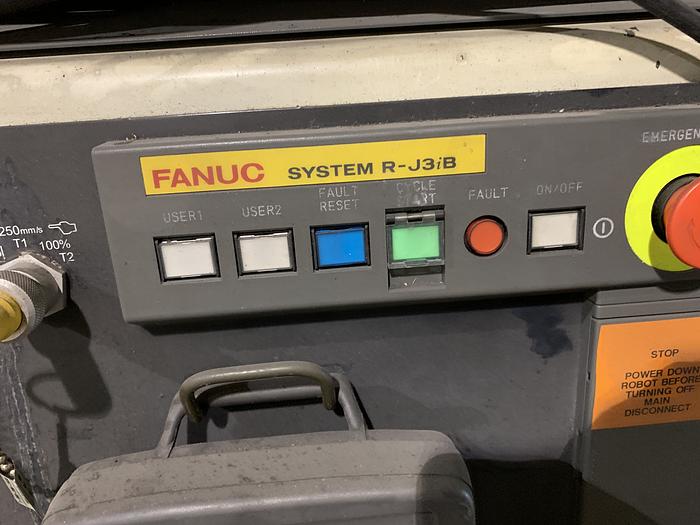 FANUC SYSTEM R-J3iB
USER1
USER2
FAULT
RESET
CYCLE
START
FAULT
ON/OFF
EMERGEN
250mm/s
T1 100%
T2
STOP
POWER DOWN
ROBOT BEFORE
TURNING OFF
MAIN
DISCONNECT